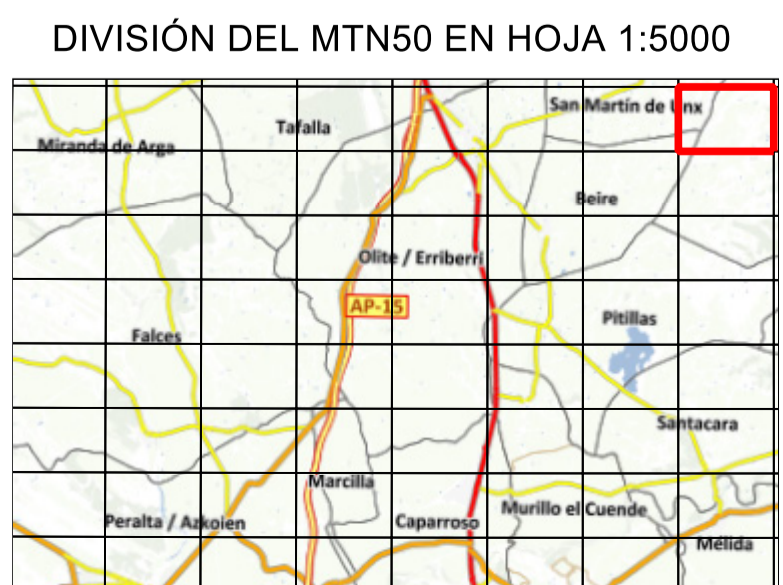 DIVISIÓN DEL MTN50 EN HOJA 1:5000
San Martín de Unx
Tafalla
Miranda de Arga
Beire
Olite / Erriberri
AP-15
Pitillas
Falces
Santacara
Marcilla
Murillo el Cuende
Peralta / Azkoien
Caparroso
Mélida